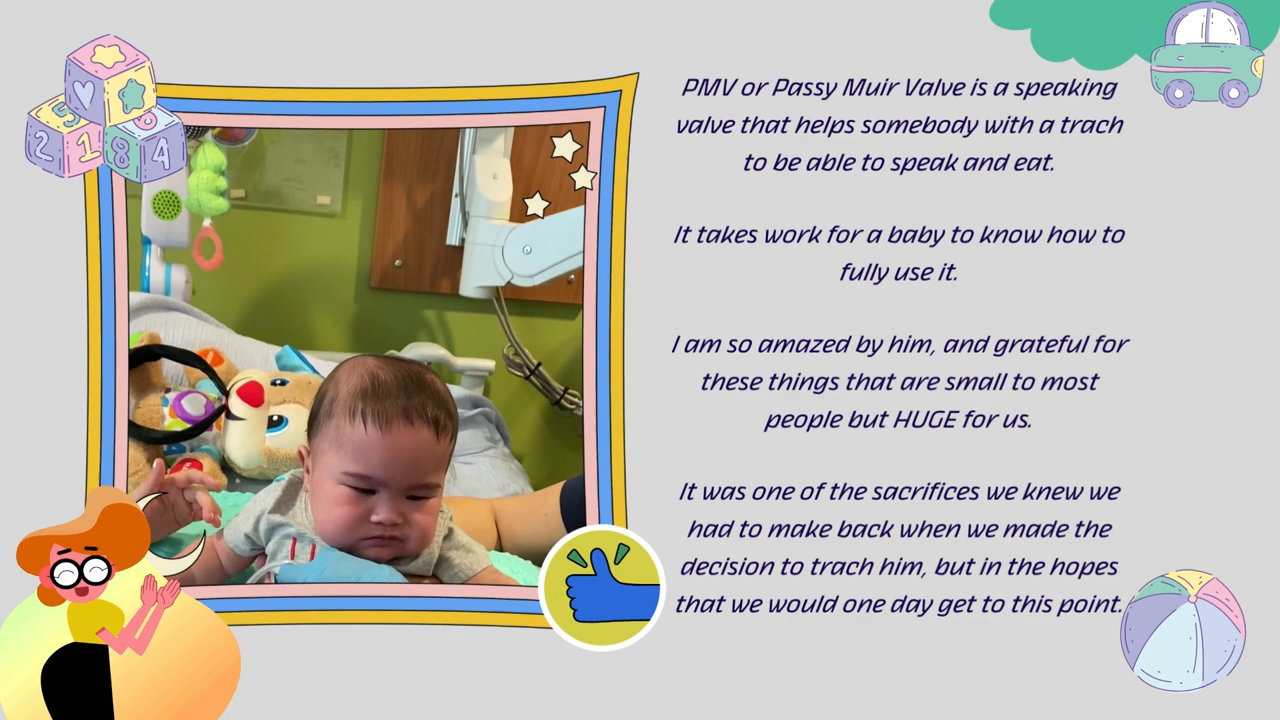 PMV or Passy Muir Valve is a speaking
valve that helps somebody with a trach
to be able to speak and eat.
It takes work for a baby to know how to
fully use it.
I am so amazed by him, and grateful for
these things that are small to most
people but HUGE for us.
It was one of the sacrifices we knew we
had to make back when we made the
decision to trach him, but in the hopes
that we would one day get to this point.
5
6
2 1 8 4